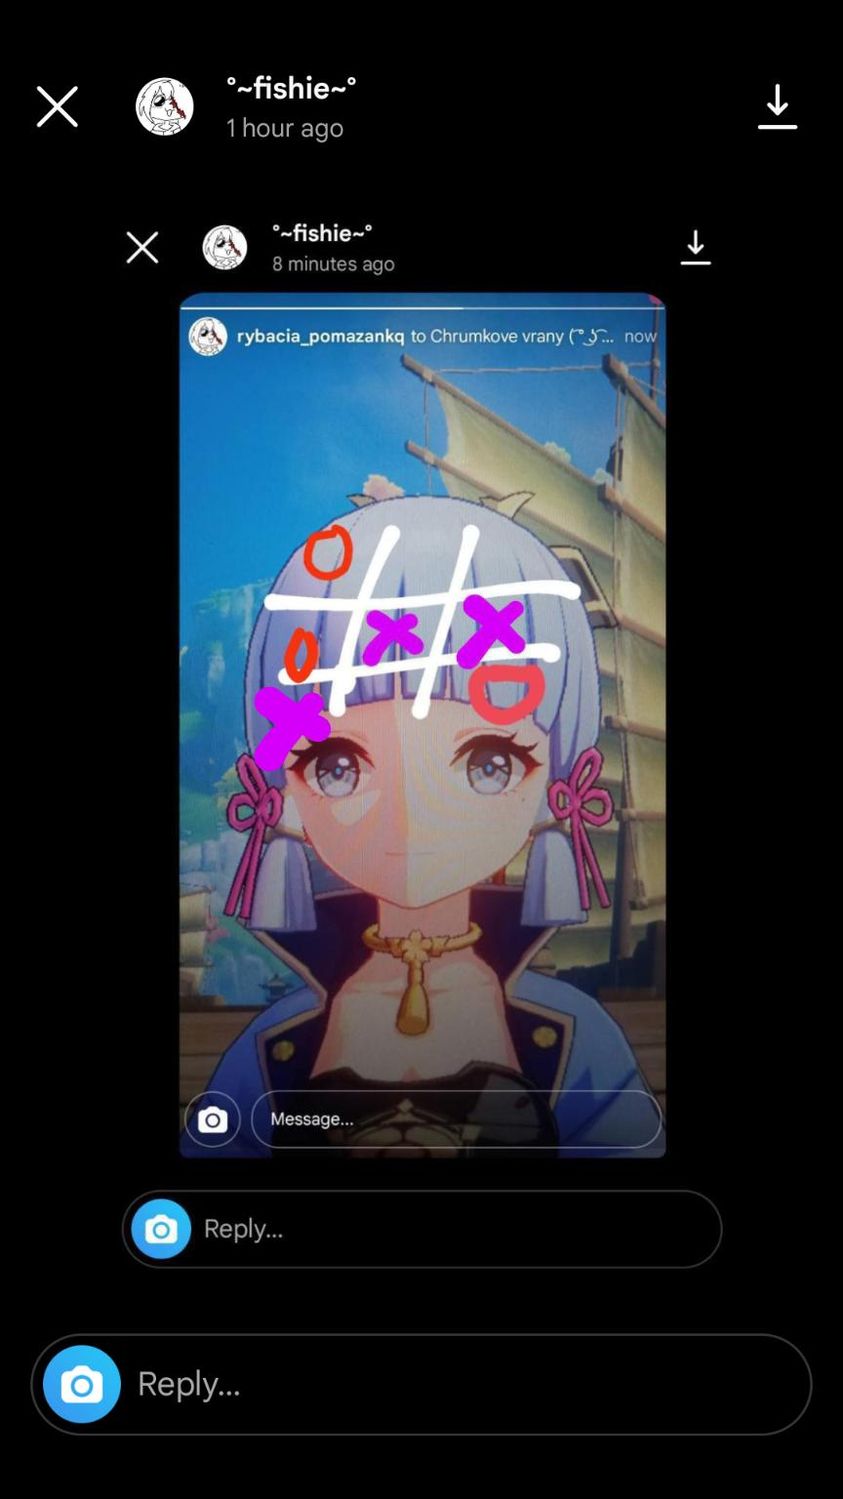 °~fishie~°
1 hour ago
°~fishie~°
8 minutes ago
rybacia_pomazankq to Chrumkove vrany ( ͡° ͜ʖ ͡... now
Message...
Reply...
Reply...